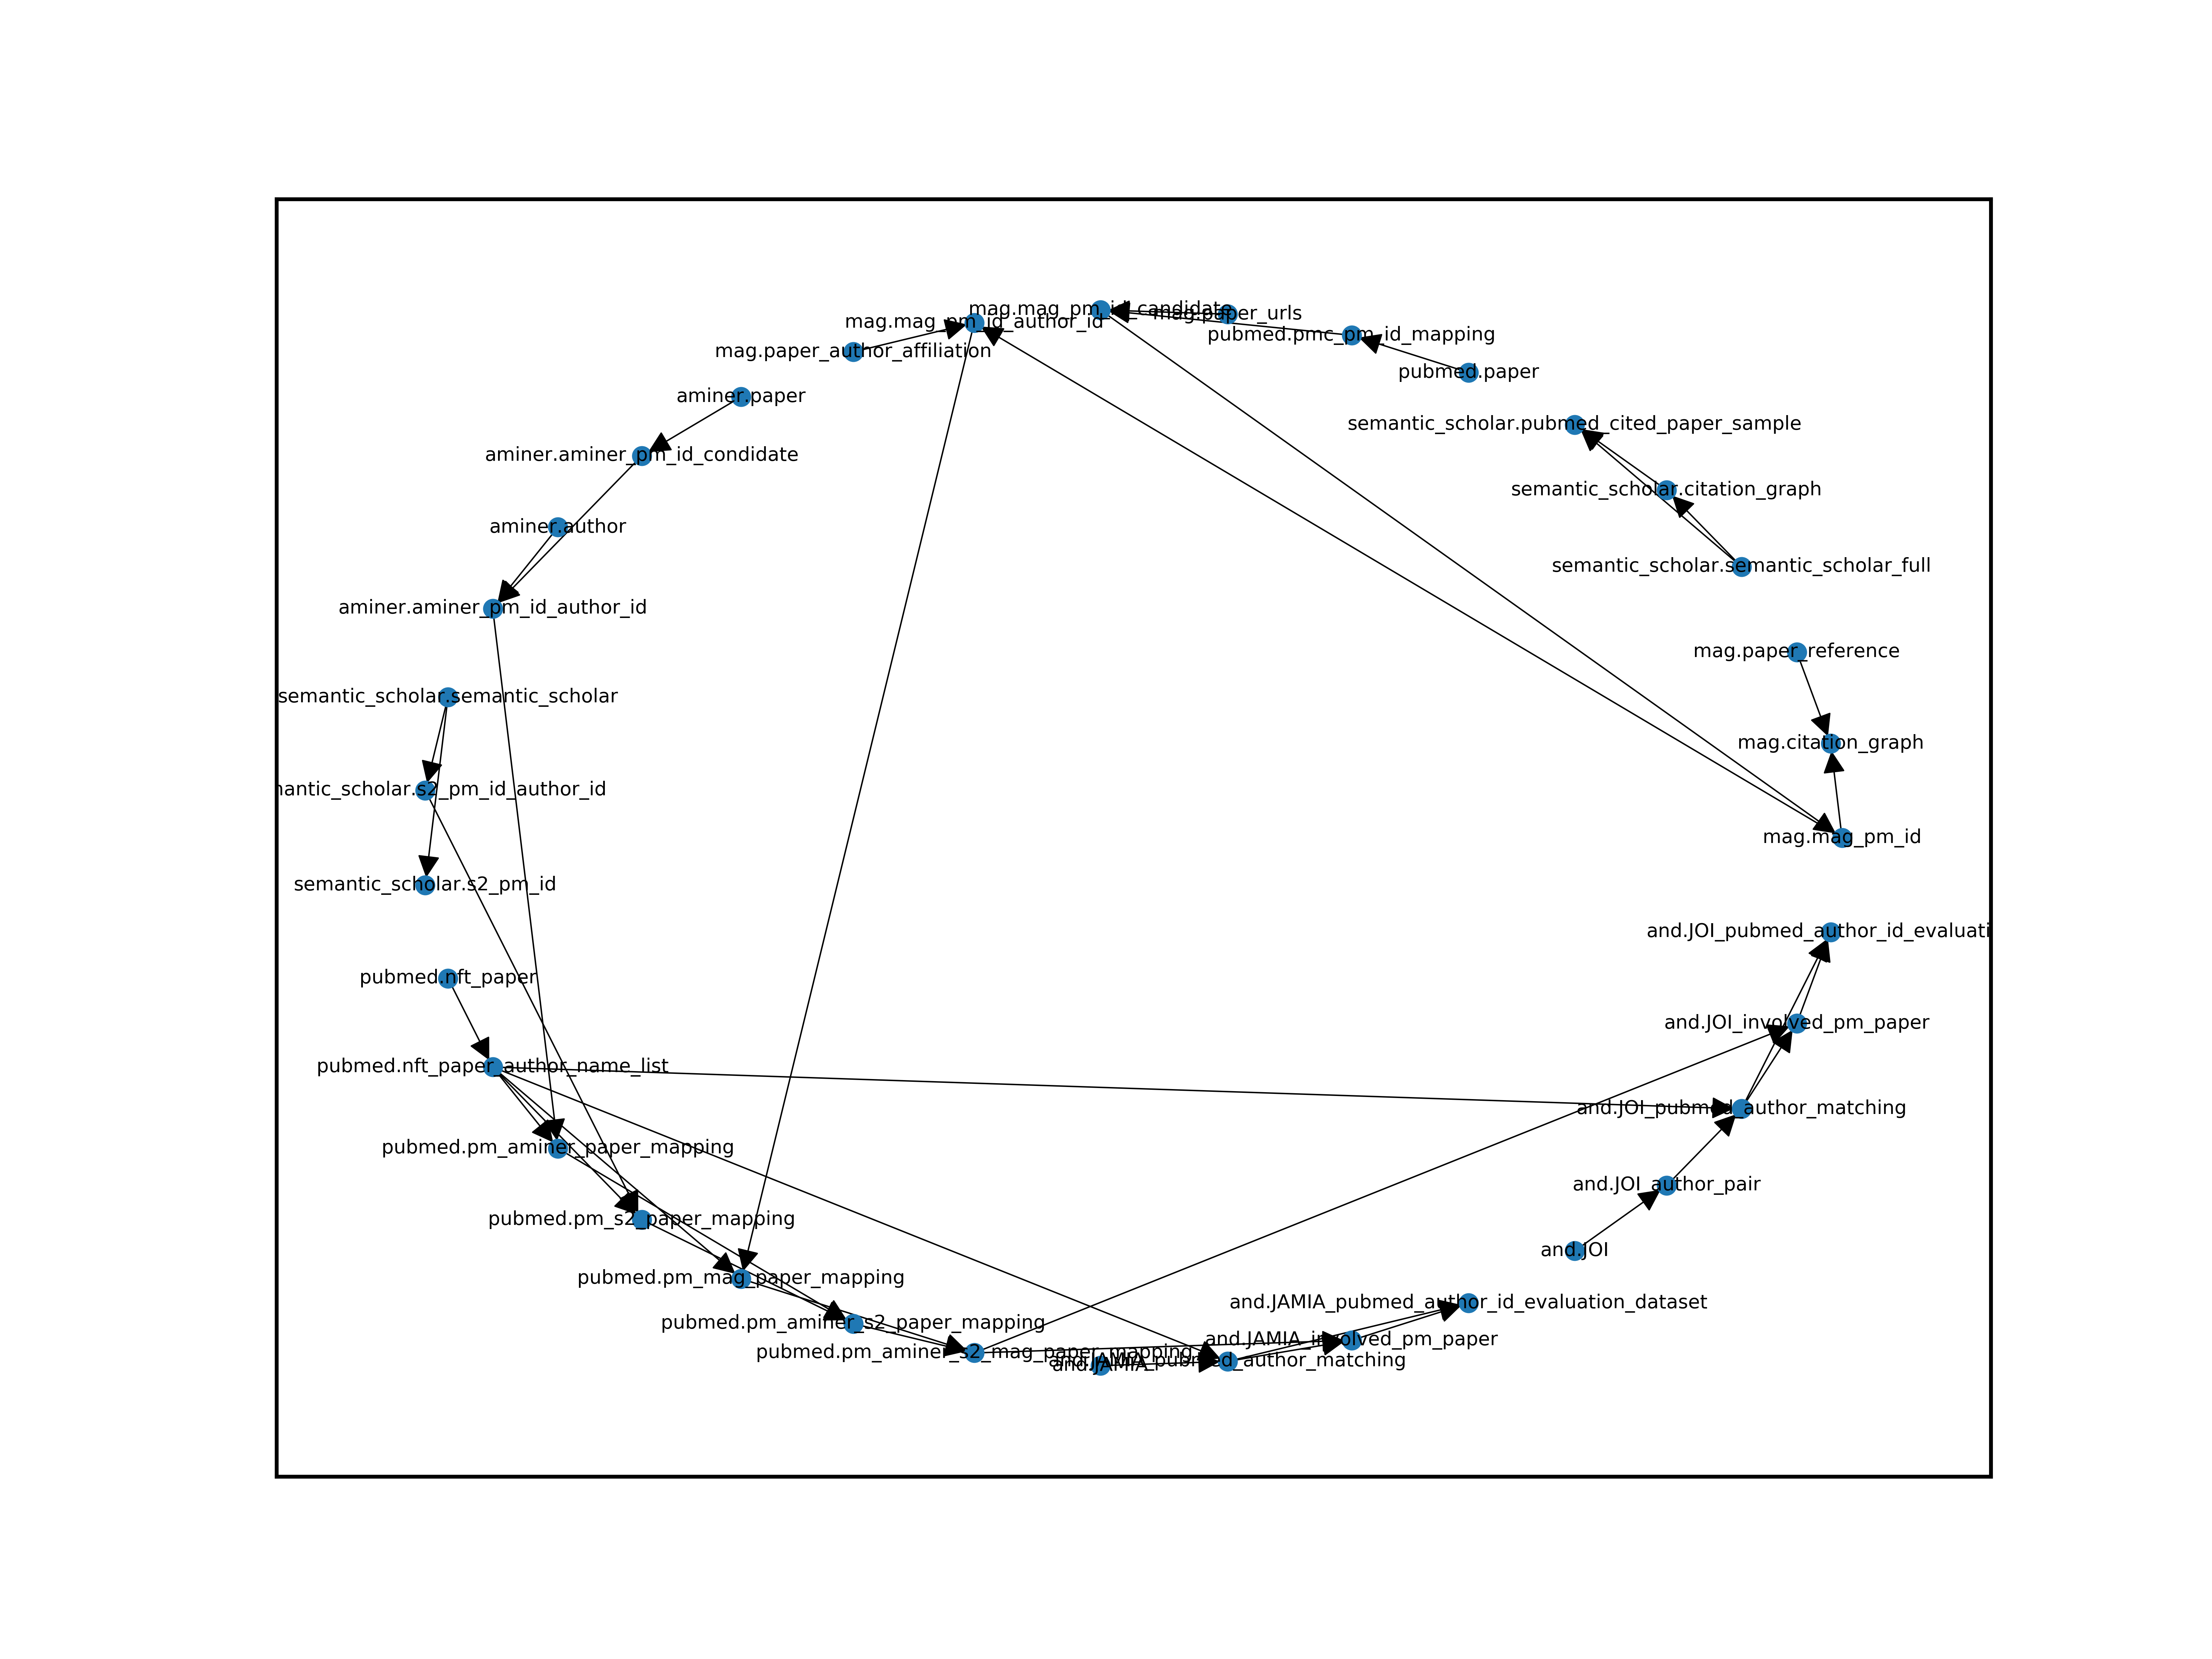 mag.mag_pm_id_candidate
mag.paper_urls
mag.mag_pm_id_author_id
pubmed.pmc_pm_id_mapping
mag.paper_author_affiliation
pubmed.paper
aminer.paper
semantic_scholar.pubmed_cited_paper_sample
aminer.aminer_pm_id_condidate
semantic_scholar.citation_graph
aminer.author
semantic_scholar.semantic_scholar_full
aminer.aminer_pm_id_author_id
mag.paper_reference
semantic_scholar.semantic_scholar
mag.citation_graph
mantic_scholar.s2_pm_id_author_id
mag.mag_pm_id
semantic_scholar.s2_pm_id
and.JOI_pubmed_author_id_evaluati
pubmed.nft_paper
and.JOI_involved_pm_paper
pubmed.nft_paper_author_name_list
and.JOI_pubmed_author_matching
pubmed.pm_aminer_paper_mapping
and.JOI_author_pair
pubmed.pm_s2_paper_mapping
and.JOI
pubmed.pm_mag_paper_mapping
and.JAMIA_pubmed_author_id_evaluation_dataset
pubmed.pm_aminer_s2_paper_mapping
and.JAMIA_involved_pm_paper
pubmed.pm_aminer_s2_mag_paper_mapping
and.JAMIA_pubmed_author_matching
and.JAMIA